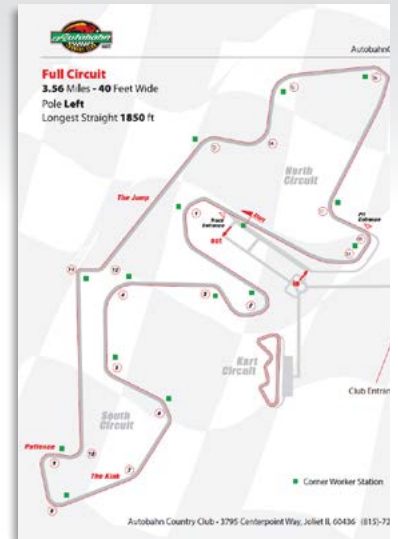 Autobahn
Full Circuit
3.56 Miles - 40 Feet Wide
Pole Left
Longest Straight 1850 ft
North
Circuit
The Jump
Start
Track
Entrance
Pit
Entrance
OUT
Kart
Circuit
South
Circuit
Club Entran
Patience
The Kink
Corner Worker Station
Autobahn Country Club - 3795 Centerpoint Way, Joliet IL 60436 (815)-72